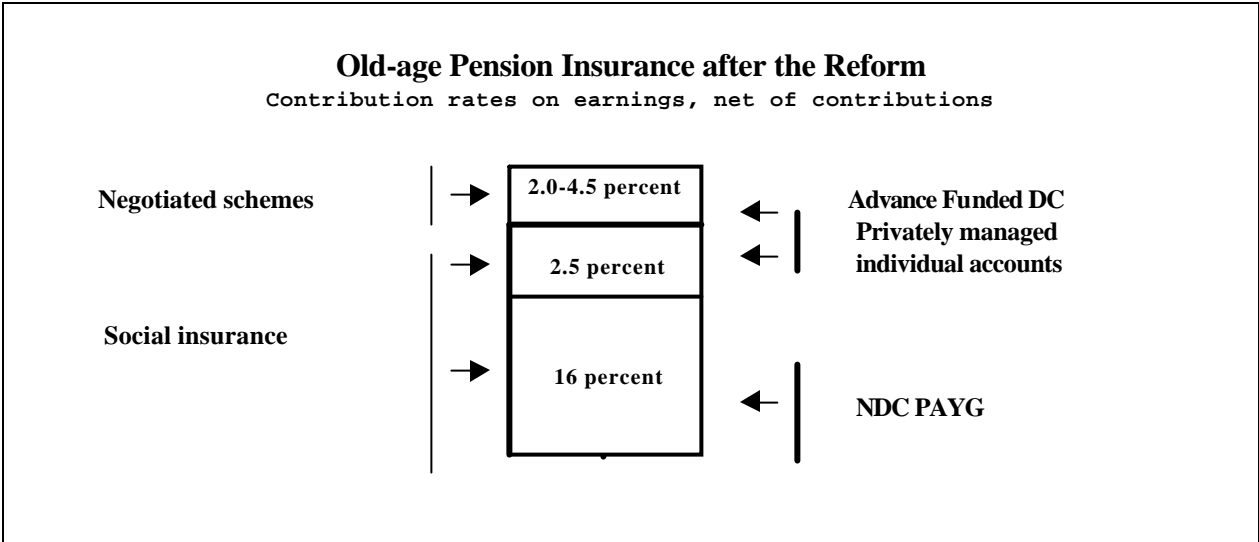 Old-age Pension Insurance after the Reform
Contribution rates on earnings, net of contributions
Negotiated schemes
2.0-4.5 percent
Advance Funded DC
Privately managed
individual accounts
2.5 percent
Social insurance
16 percent
NDC PAYG